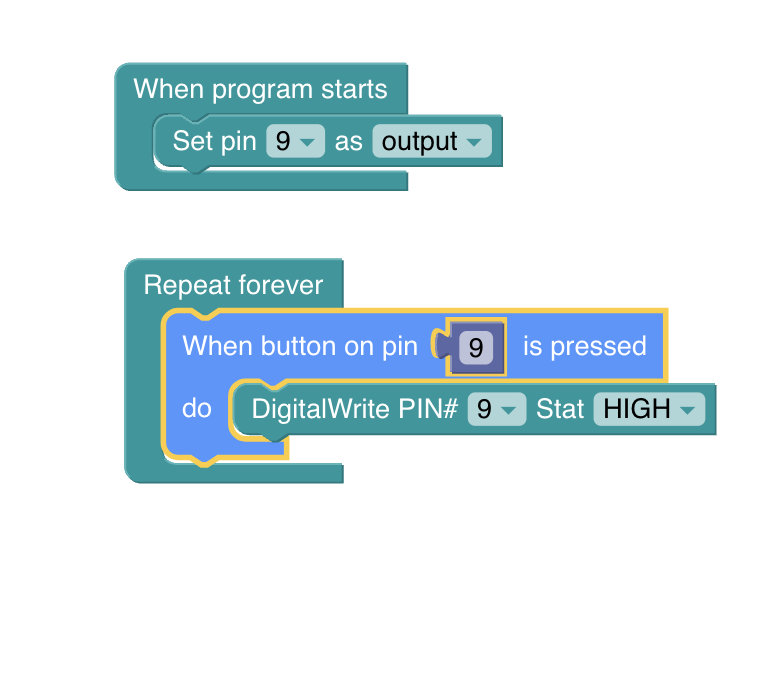 When program starts
Set pin 9 as output
Repeat forever
When button on pin 9 is pressed
do DigitalWrite PIN# 9 Stat HIGH